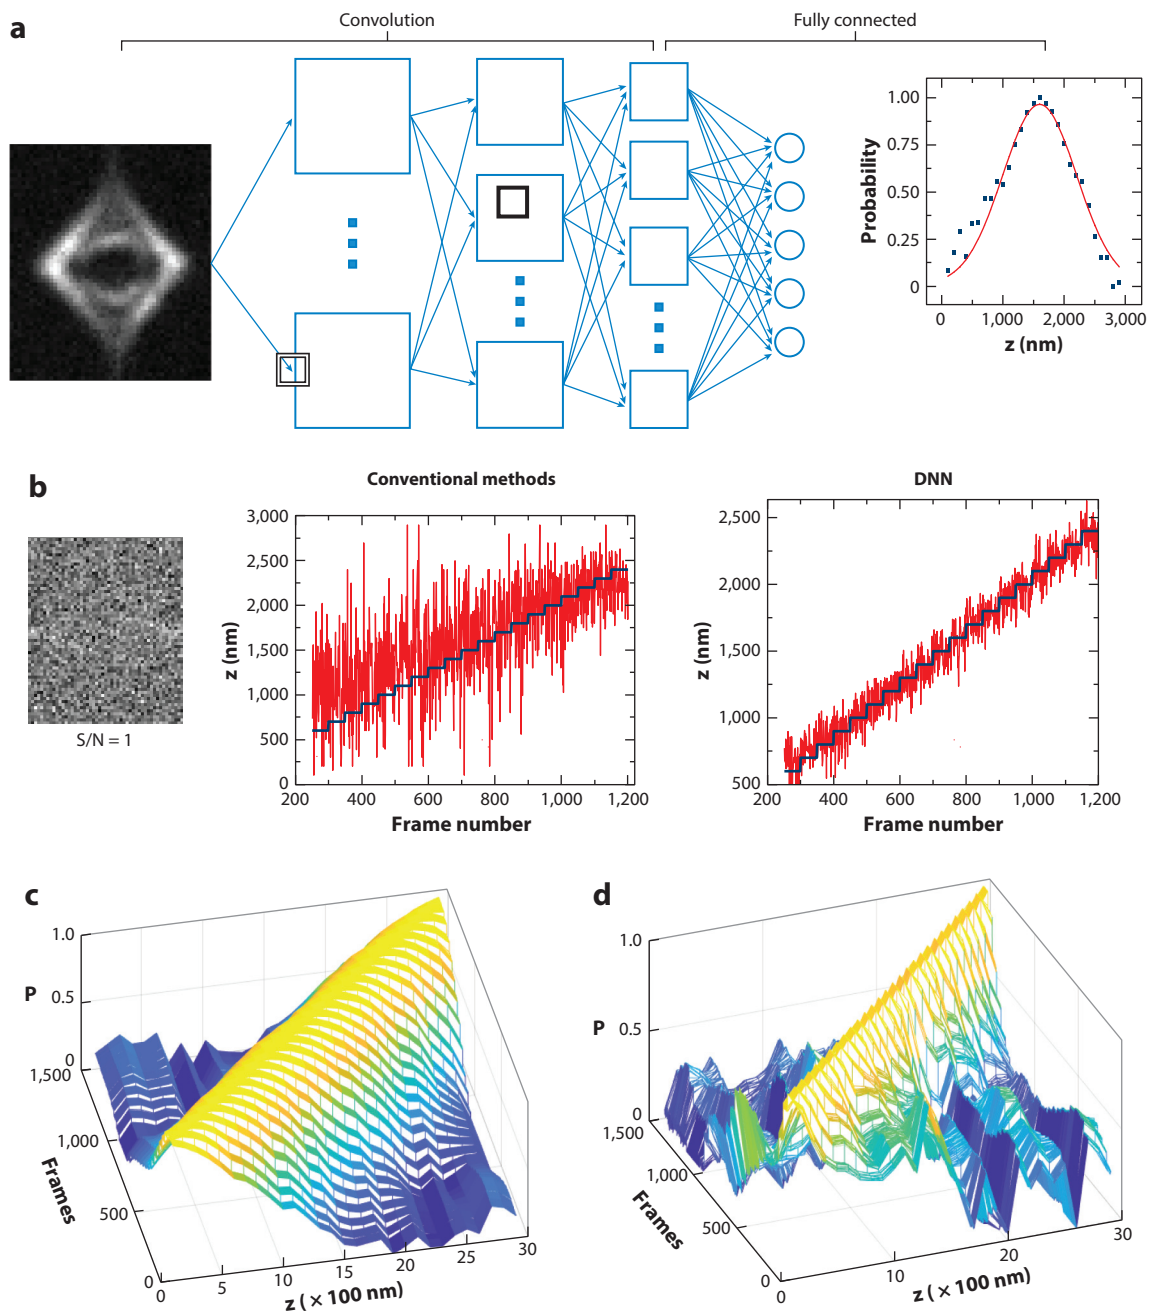 a
Convolution
Fully connected
1.00
0.75
0.50
0.25
0
Probability
0
1,000
2,000
3,000
z (nm)
b
Conventional methods
DNN
S/N = 1
3,000
2,500
2,000
1,500
1,000
500
0
z (nm)
200
400
600
800
1,000
1,200
Frame number
2,500
2,000
1,500
1,000
500
z (nm)
200
400
600
800
1,000
1,200
Frame number
c
1.0
0.5
0
P
1,500
1,000
500
0
Frames
0
5
10
15
20
25
30
z ( × 100 nm)
d
1.0
0.5
0
P
1,500
1,000
500
0
Frames
0
10
20
30
z ( × 100 nm)